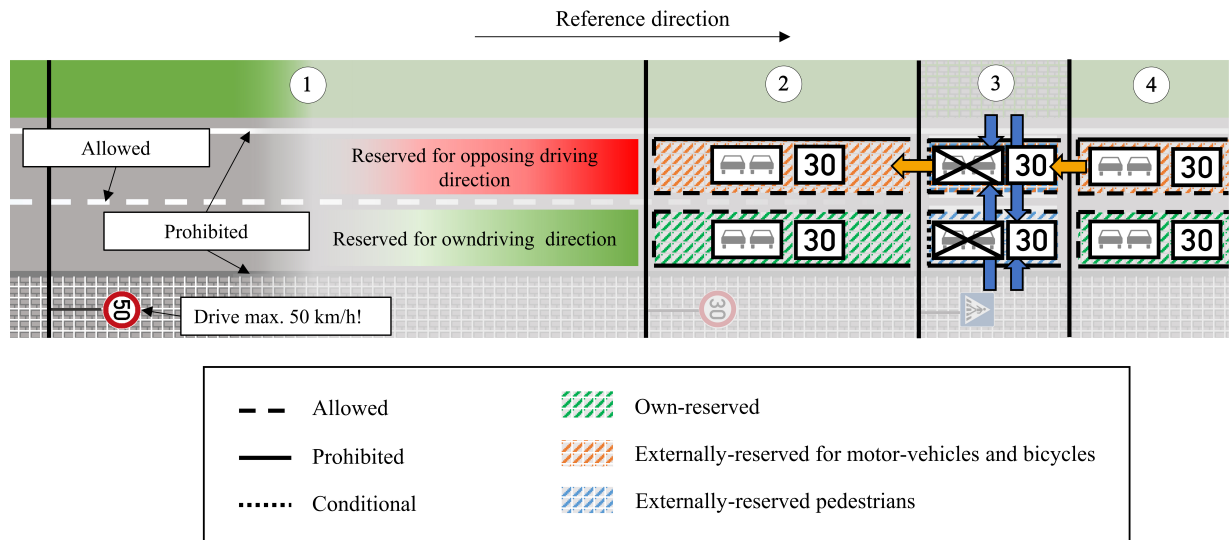 Reference direction
1
2
3
4
Allowed
Reserved for opposing driving
direction
30
30
30
Prohibited
Reserved for owndriving direction
30
30
30
50
Drive max. 50 km/h!
30
Allowed
Own-reserved
Prohibited
Externally-reserved for motor-vehicles and bicycles
Conditional
Externally-reserved pedestrians